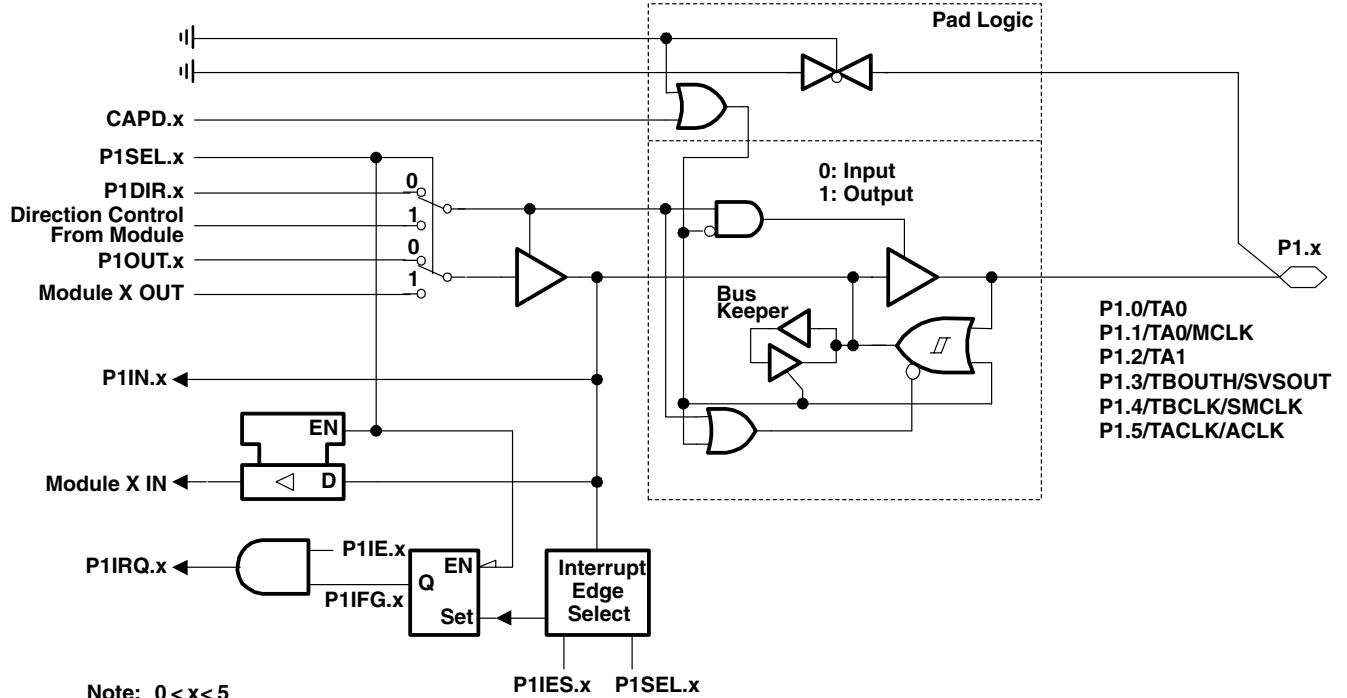 Pad Logic
CAPD.x
P1SEL.x
P1DIR.x
0
Direction Control
From Module
1
P1OUT.x
0
Module X OUT
1
0: Input
1: Output
P1.x
Bus
Keeper
P1.0/TA0
P1.1/TA0/MCLK
P1.2/TA1
P1.3/TBOUTH/SVSOUT
P1.4/TBCLK/SMCLK
P1.5/TACLK/ACLK
P1IN.x
EN
Module X IN
D
P1IRQ.x
P1IE.x
P1IFG.x
EN
Q
Set
Interrupt
Edge
Select
P1IES.x
P1SEL.x
Note: 0 < x < 5